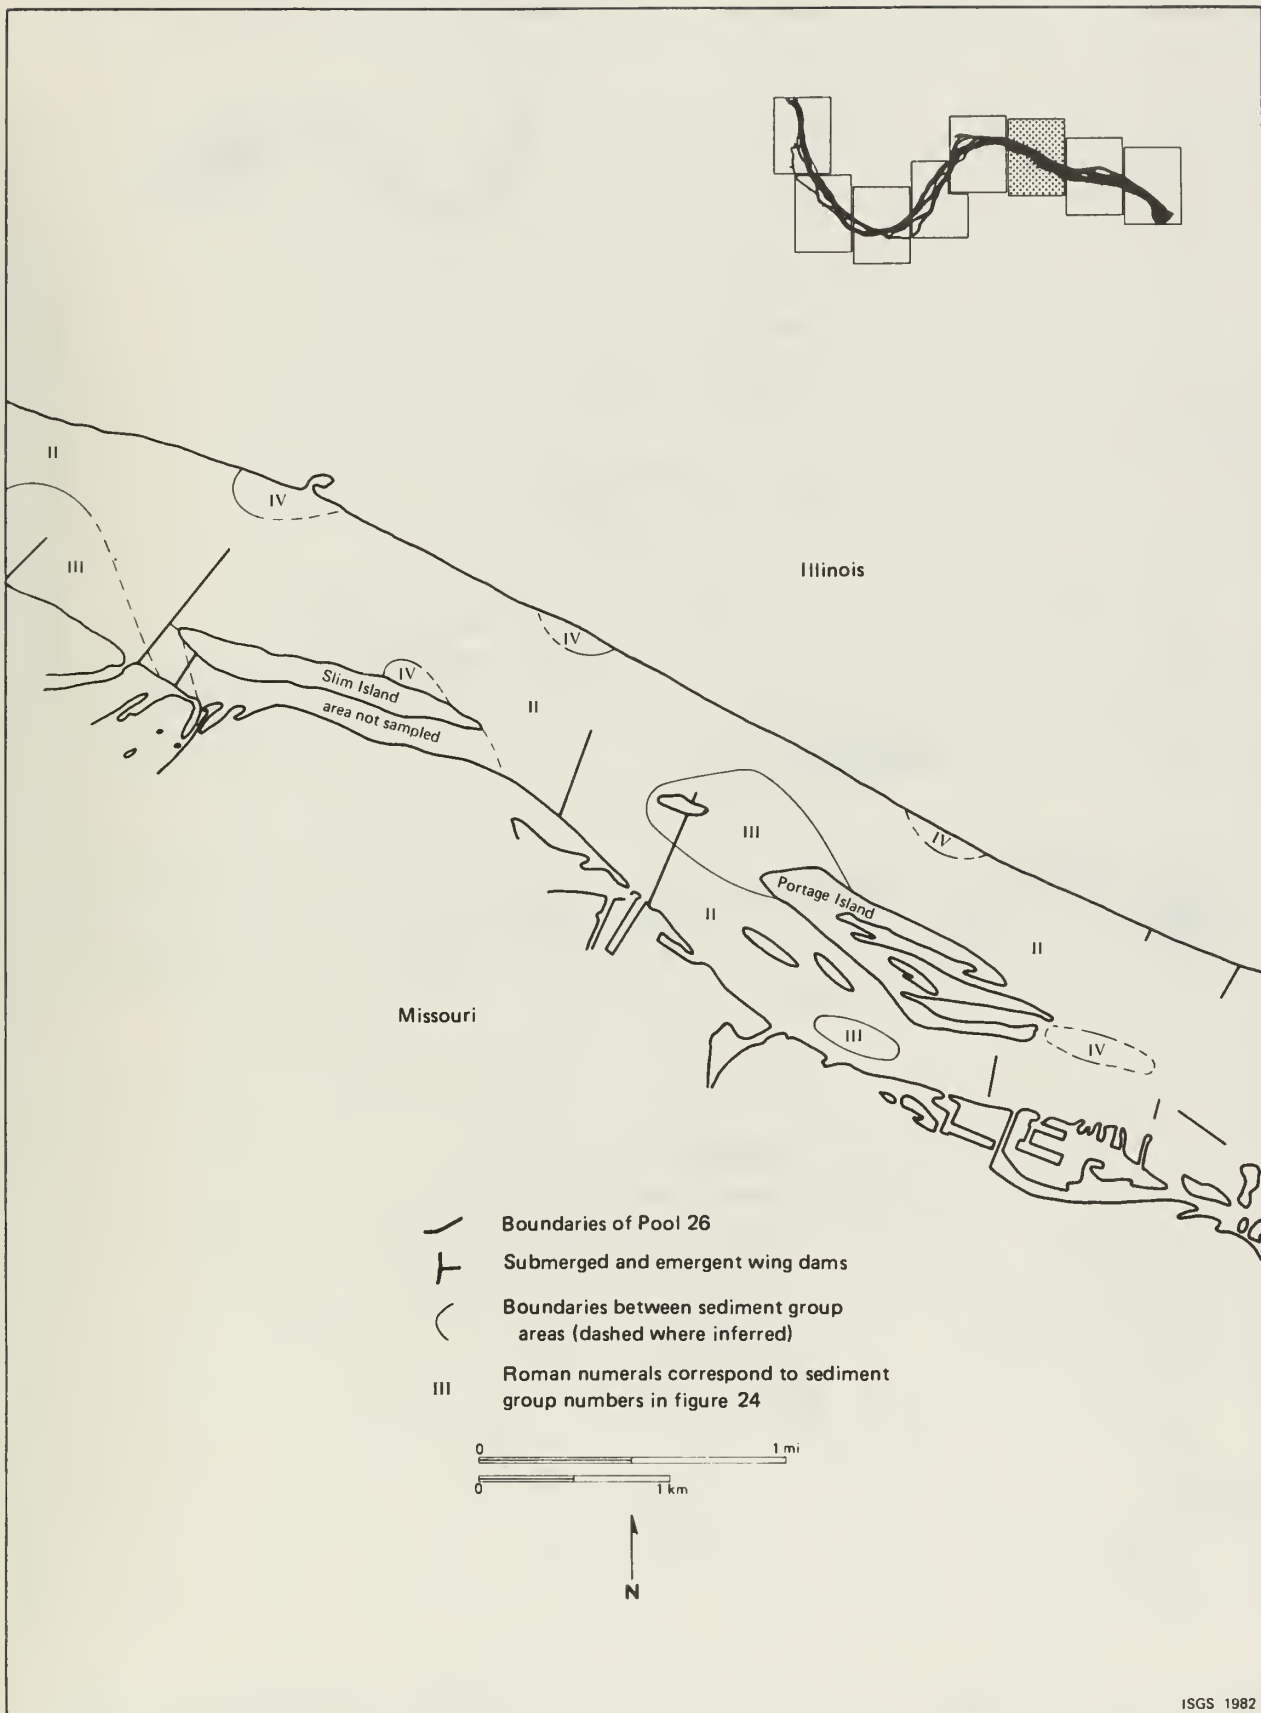 II
IV
III
Illinois
IV
IV
Slim Island
II
area not sampled
III
IV
Portage Island
II
II
Missouri
III
IV
Boundaries of Pool 26
Submerged and emergent wing dams
Boundaries between sediment group
areas (dashed where inferred)
III
Roman numerals correspond to sediment
group numbers in figure 24
0 1 mi
0 1 km
N
ISGS 1982